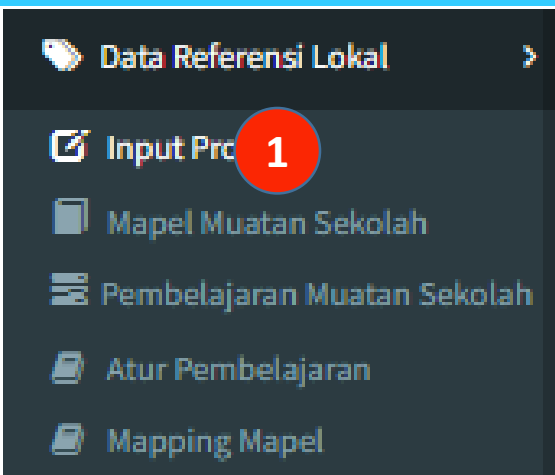 Data Referensi Lokal
Input Pro
1
Mapel Muatan Sekolah
Pembelajaran Muatan Sekolah
Atur Pembelajaran
Mapping Mapel